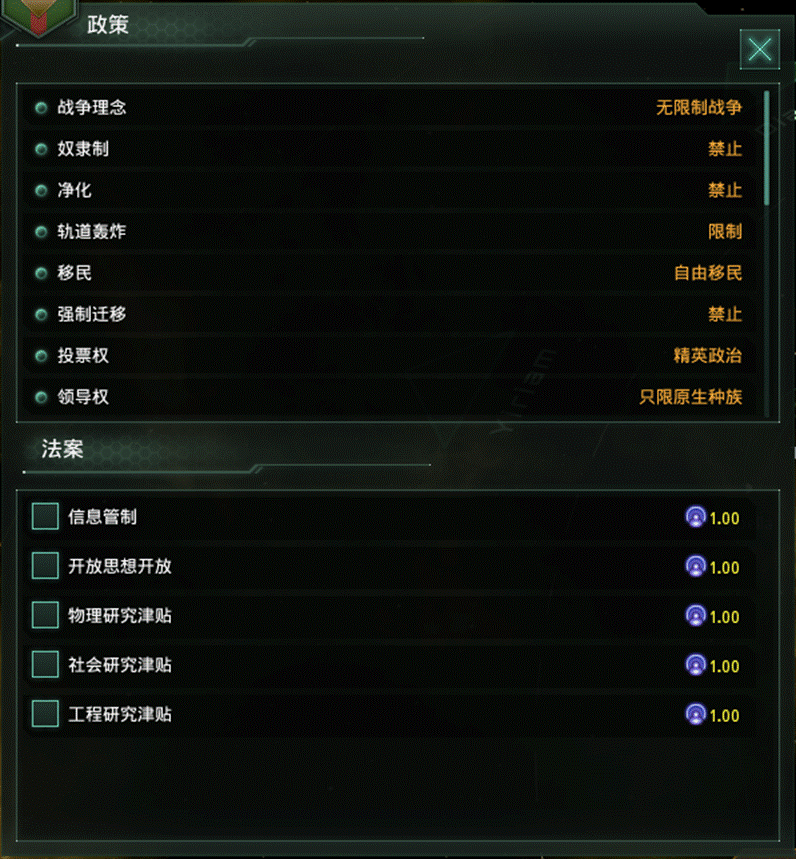 政策
战争理念 无限制战争
奴隶制 禁止
净化 禁止
轨道轰炸 限制
移民 自由移民
强制迁移 禁止
投票权 精英政治
领导权 只限原生种族
法案
信息管制 1.00
开放思想开放 1.00
物理研究津贴 1.00
社会研究津贴 1.00
工程研究津贴 1.00